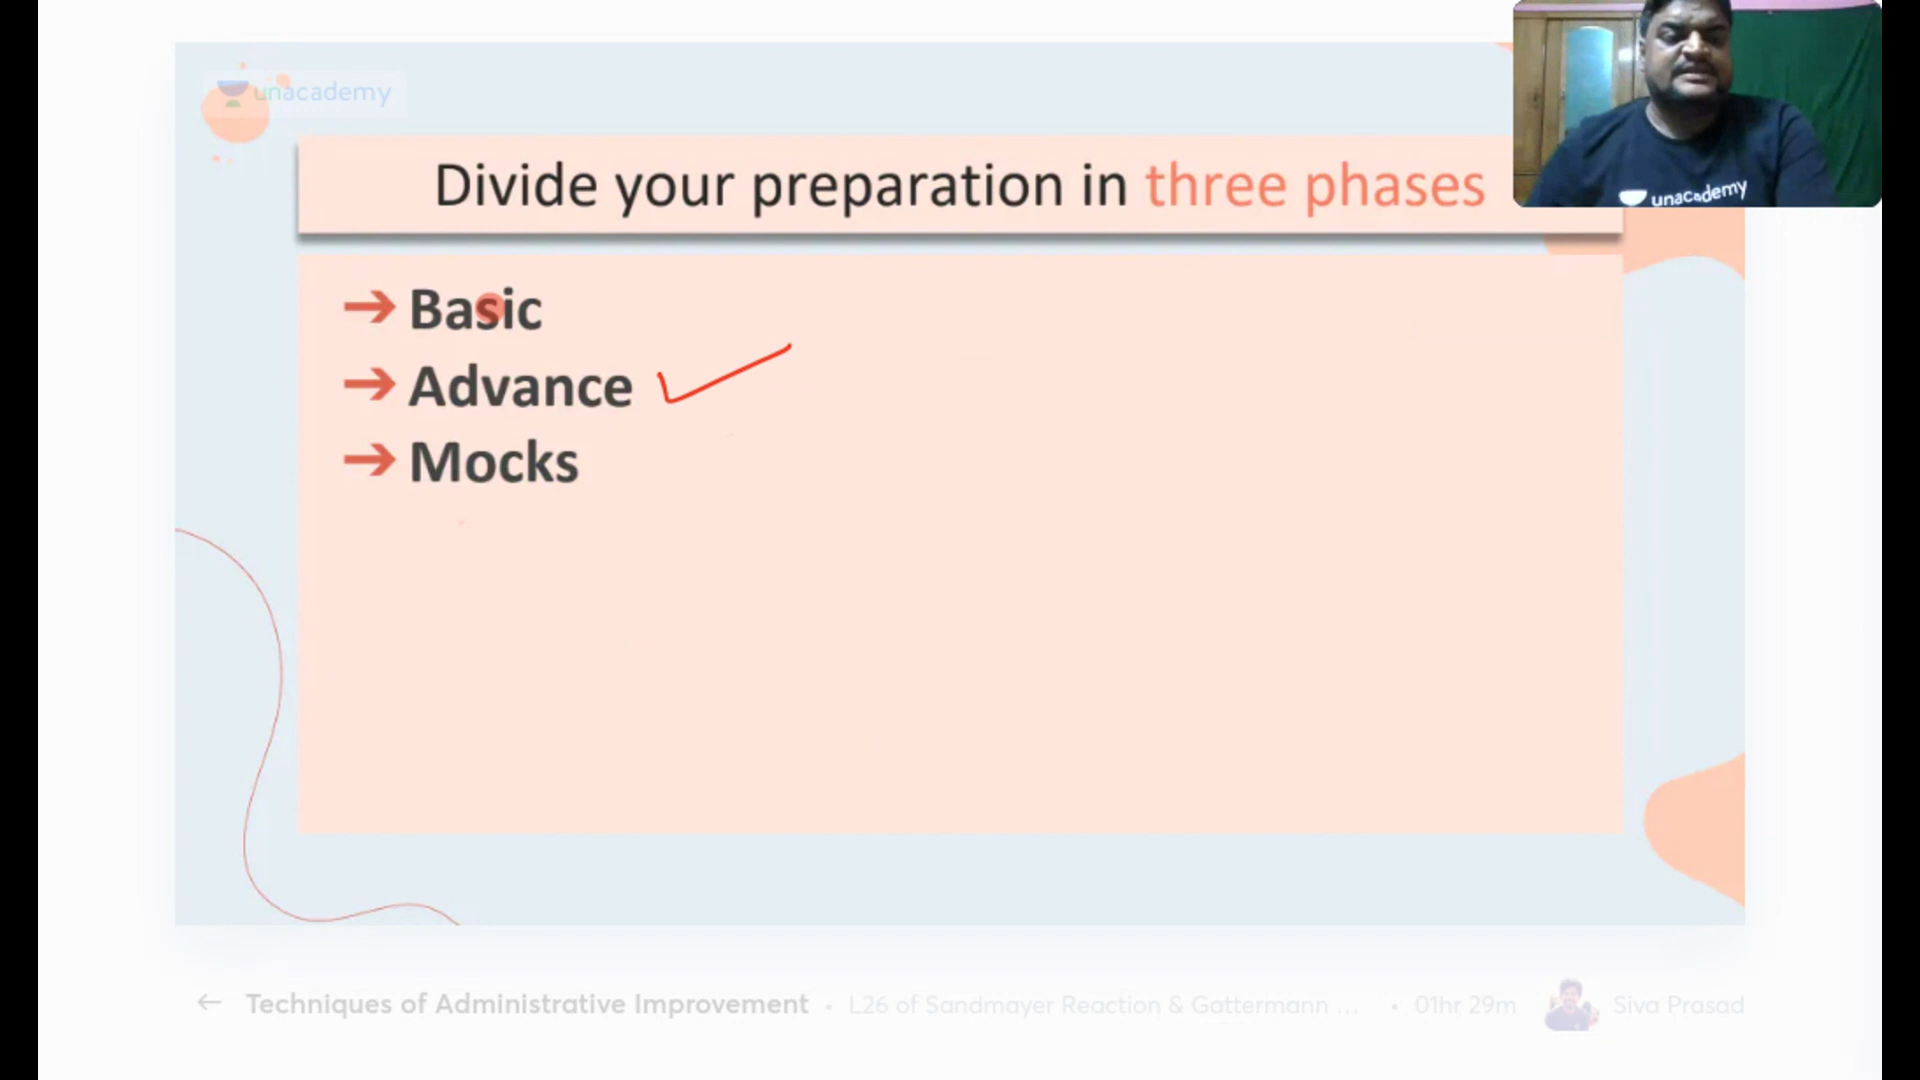 unacademy
unacademy
Divide your preparation in three phases
→ Basic
→ Advance
→ Mocks
← Techniques of Administrative Improvement • L26 of Sandmayer Reaction & Gattermann ... • 01hr 29m Siva Prasad